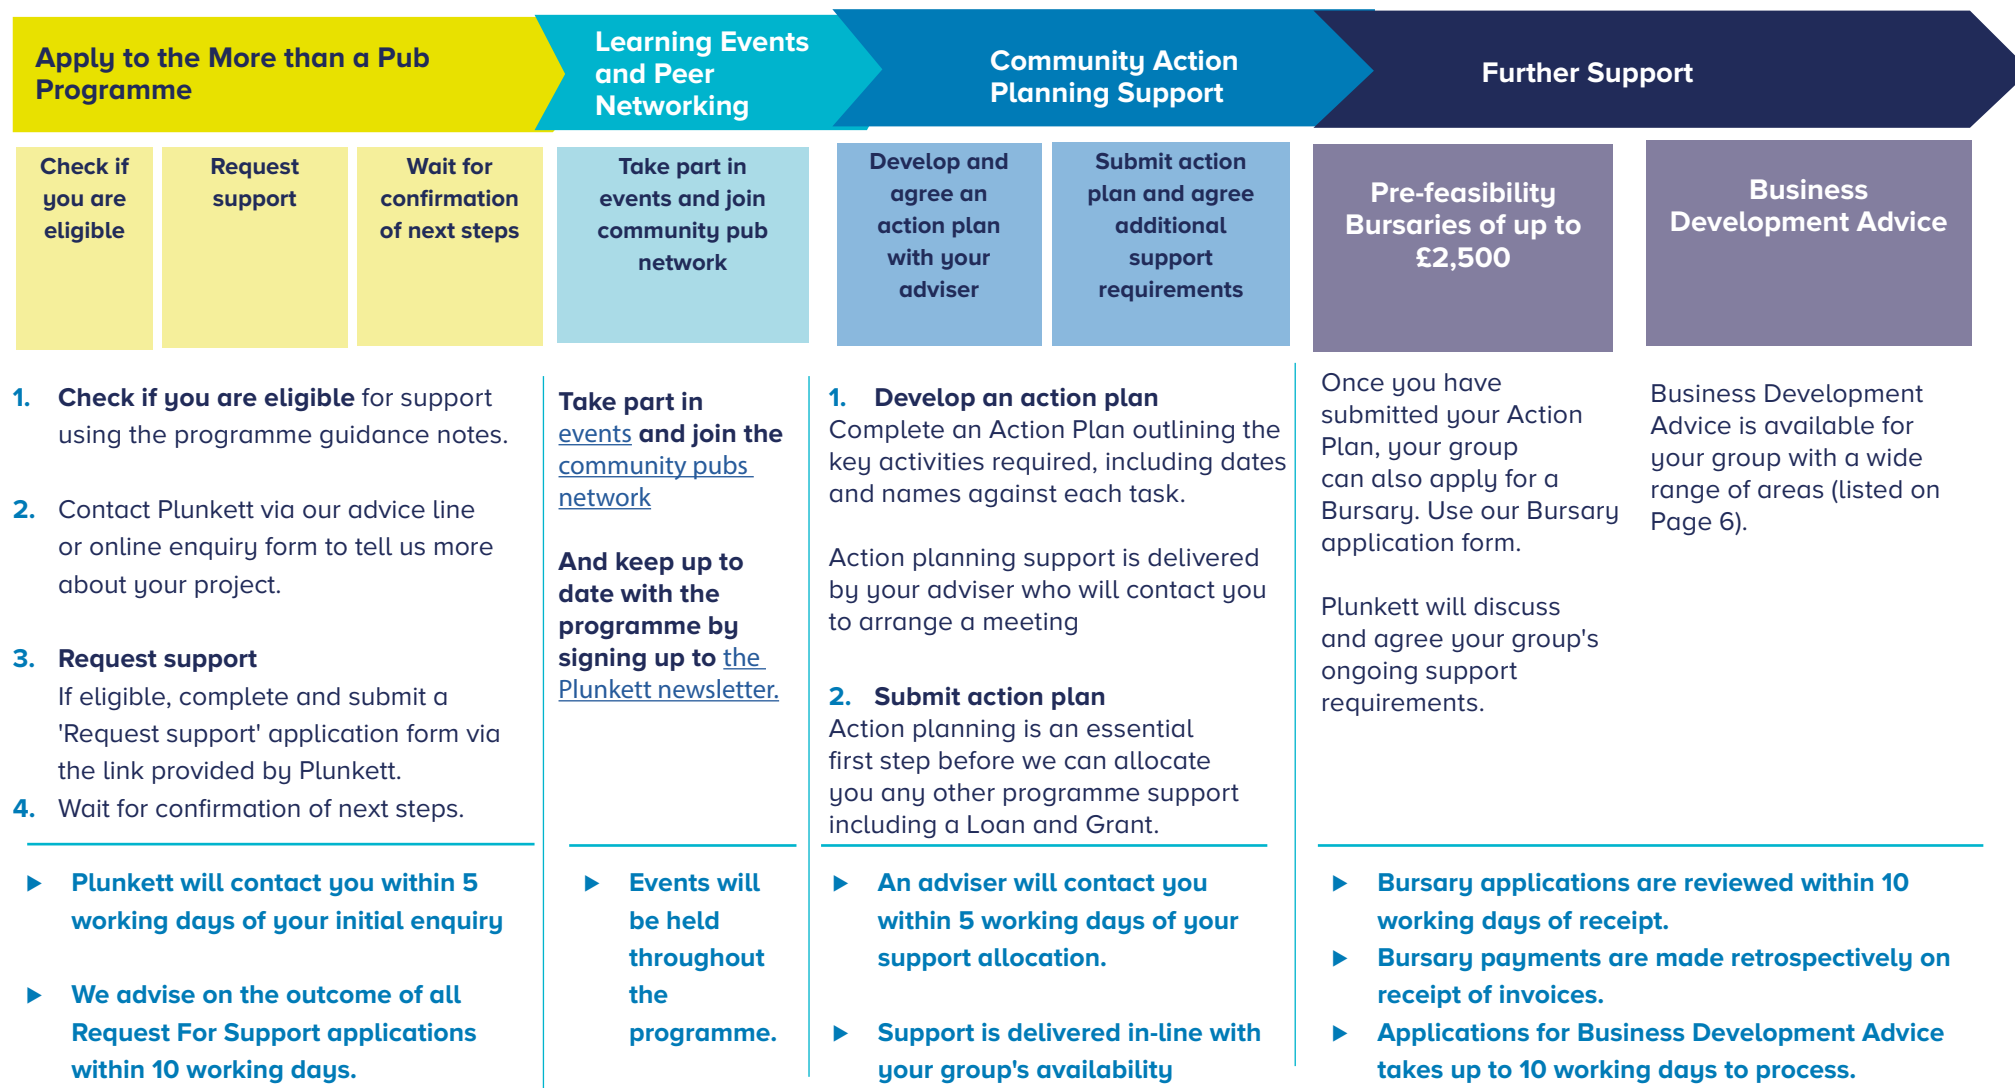 Apply to the More than a Pub
Programme
Learning Events
and Peer
Networking
Community Action
Planning Support
Further Support
Check if
you are
eligible
Request
support
Wait for
confirmation
of next steps
Take part in
events and join
community pub
network
Develop and
agree an
action plan
with your
adviser
Submit action
plan and agree
additional
support
requirements
Pre-feasibility
Bursaries of up to
£2,500
Business
Development Advice
1. Check if you are eligible for support
using the programme guidance notes.
2. Contact Plunkett via our advice line
or online enquiry form to tell us more
about your project.
3. Request support
If eligible, complete and submit a
'Request support' application form via
the link provided by Plunkett.
4. Wait for confirmation of next steps.
▶ Plunkett will contact you within 5
working days of your initial enquiry
▶ We advise on the outcome of all
Request For Support applications
within 10 working days.
Take part in
events and join the
community pubs
network
And keep up to
date with the
programme by
signing up to the
Plunkett newsletter.
▶ Events will
be held
throughout
the
programme.
1. Develop an action plan
Complete an Action Plan outlining the
key activities required, including dates
and names against each task.
Action planning support is delivered
by your adviser who will contact you
to arrange a meeting
2. Submit action plan
Action planning is an essential
first step before we can allocate
you any other programme support
including a Loan and Grant.
▶ An adviser will contact you
within 5 working days of your
support allocation.
▶ Support is delivered in-line with
your group's availability
Once you have
submitted your Action
Plan, your group
can also apply for a
Bursary. Use our Bursary
application form.
Plunkett will discuss
and agree your group's
ongoing support
requirements.
Business Development
Advice is available for
your group with a wide
range of areas (listed on
Page 6).
▶ Bursary applications are reviewed within 10
working days of receipt.
▶ Bursary payments are made retrospectively on
receipt of invoices.
▶ Applications for Business Development Advice
takes up to 10 working days to process.